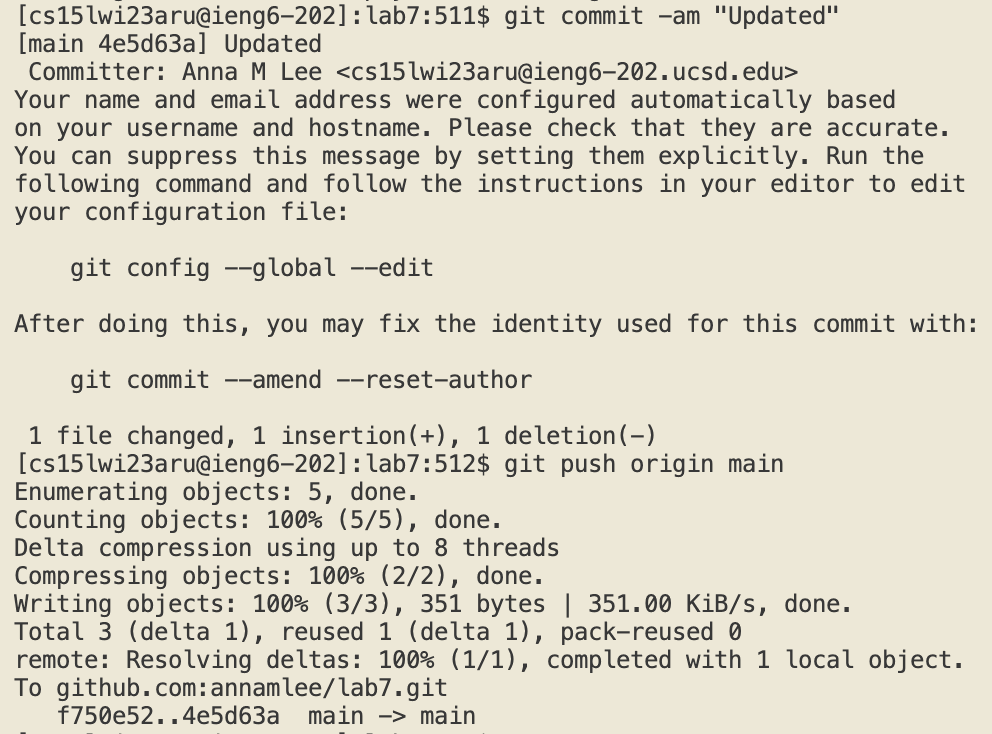 [cs15lwi23aru@ieng6-202]:lab7:511$ git commit -am "Updated"
[main 4e5d63a] Updated
 Committer: Anna M Lee <cs15lwi23aru@ieng6-202.ucsd.edu>
Your name and email address were configured automatically based
on your username and hostname. Please check that they are accurate.
You can suppress this message by setting them explicitly. Run the
following command and follow the instructions in your editor to edit
your configuration file:

    git config --global --edit

After doing this, you may fix the identity used for this commit with:

    git commit --amend --reset-author

 1 file changed, 1 insertion(+), 1 deletion(-)
[cs15lwi23aru@ieng6-202]:lab7:512$ git push origin main
Enumerating objects: 5, done.
Counting objects: 100% (5/5), done.
Delta compression using up to 8 threads
Compressing objects: 100% (2/2), done.
Writing objects: 100% (3/3), 351 bytes | 351.00 KiB/s, done.
Total 3 (delta 1), reused 1 (delta 1), pack-reused 0
remote: Resolving deltas: 100% (1/1), completed with 1 local object.
To github.com:annamlee/lab7.git
   f750e52..4e5d63a  main -> main